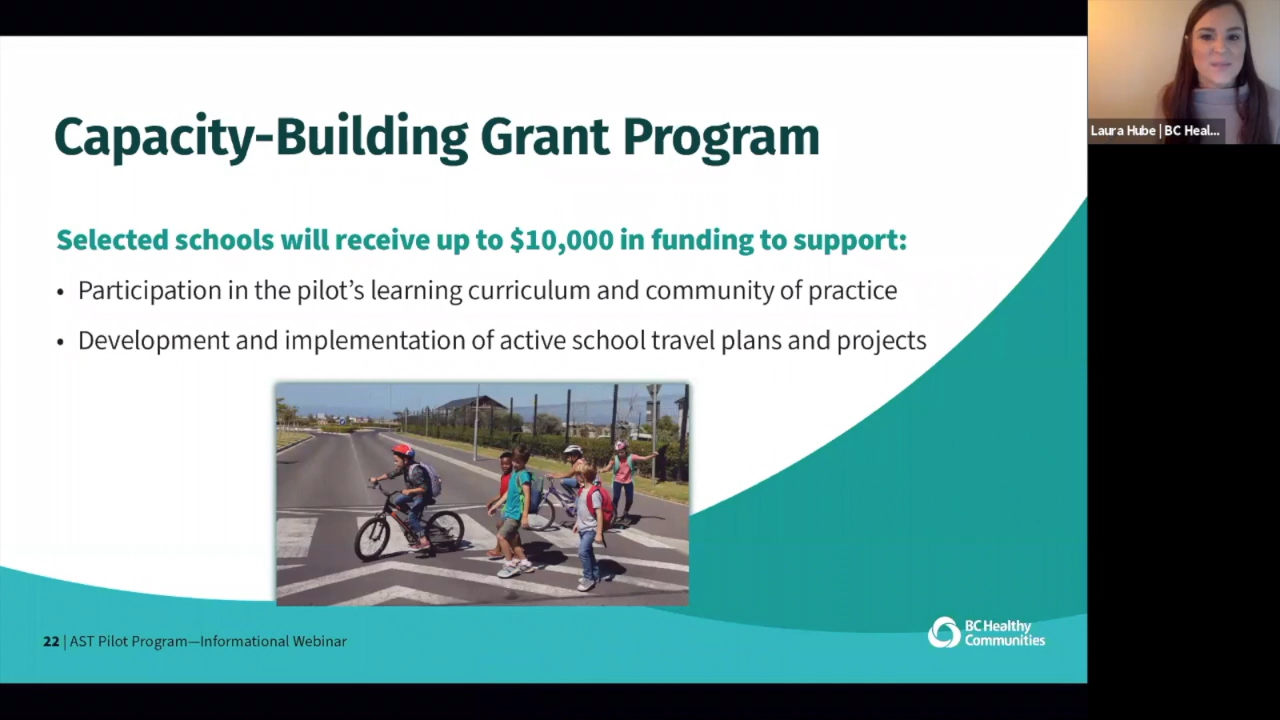 Capacity-Building Grant Program
Selected schools will receive up to $10,000 in funding to support:
• Participation in the pilot’s learning curriculum and community of practice
• Development and implementation of active school travel plans and projects
22 | AST Pilot Program—Informational Webinar
BC Healthy
Communities
Laura Hube | BC Heal...